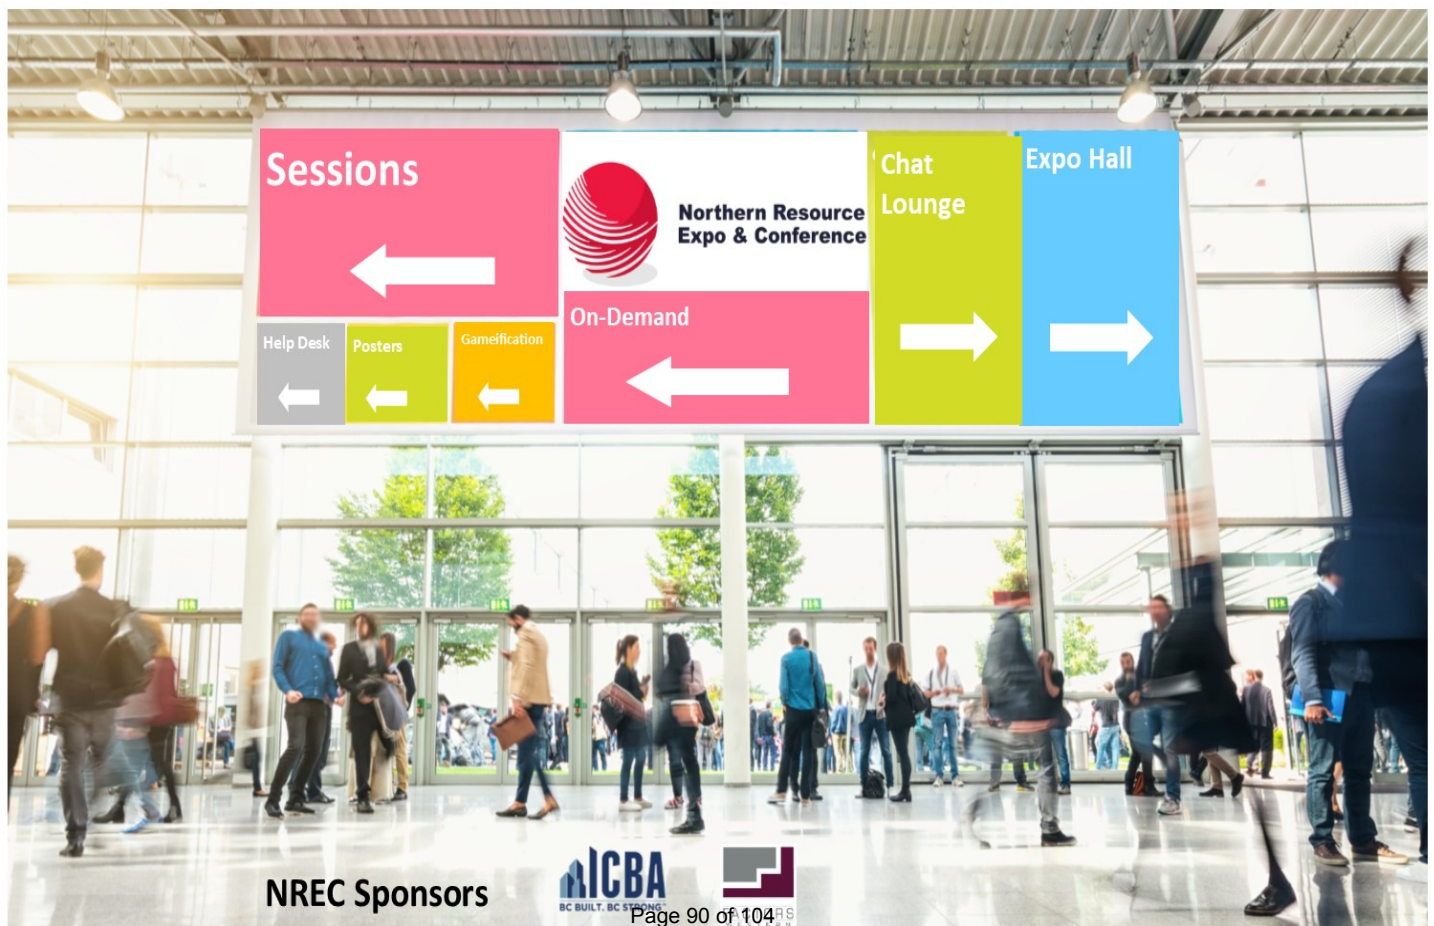 Sessions
Northern Resource
Expo & Conference
Chat
Lounge
Expo Hall
On-Demand
Help Desk
Posters
Gameification
NREC Sponsors
ICBA
BC BUILT. BC STRONG
Page 90 of 104